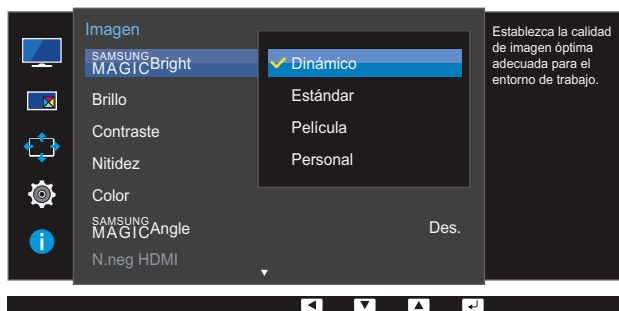 Imagen
SAMSUNG
MAGICBright
Brillo
Contraste
Nitidez
Color
SAMSUNG
MAGICAngle
Des.
N.neg HDMI
Dinámico
Estándar
Película
Personal
Establezca la calidad
de imagen óptima
adecuada para el
entorno de trabajo.